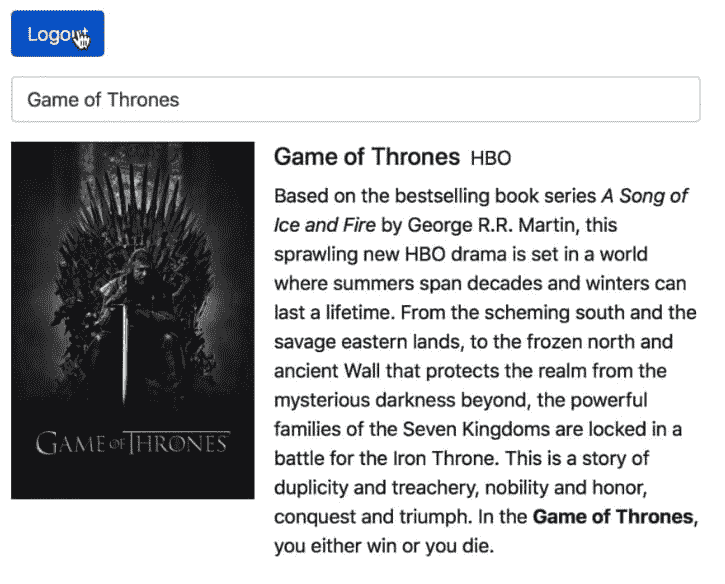 Logout
Game of Thrones
GAME OF THRONES
Game of Thrones HBO
Based on the bestselling book series A Song of
Ice and Fire by George R.R. Martin, this
sprawling new HBO drama is set in a world
where summers span decades and winters can
last a lifetime. From the scheming south and the
savage eastern lands, to the frozen north and
ancient Wall that protects the realm from the
mysterious darkness beyond, the powerful
families of the Seven Kingdoms are locked in a
battle for the Iron Throne. This is a story of
duplicity and treachery, nobility and honor,
conquest and triumph. In the Game of Thrones,
you either win or you die.